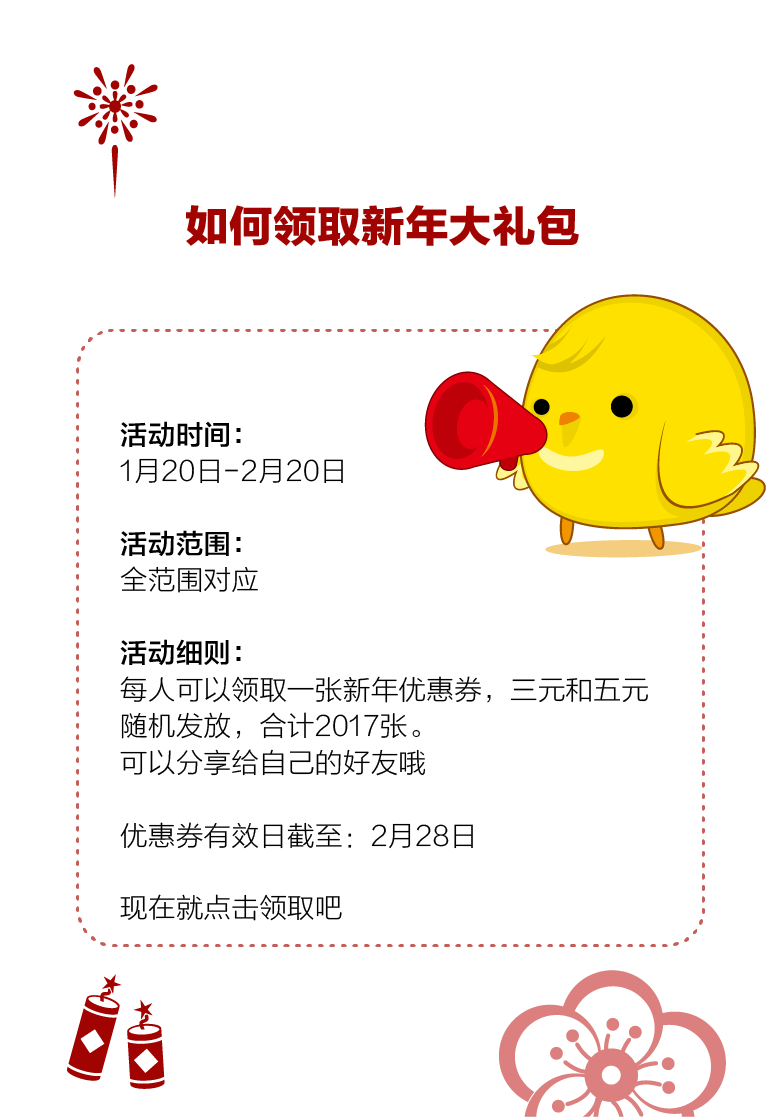 如何领取新年大礼包
活动时间：
1月20日-2月20日
活动范围：
全范围对应
活动细则：
每人可以领取一张新年优惠券，三元和五元
随机发放，合计2017张。
可以分享给自己的好友哦
优惠券有效日截至：2月28日
现在就点击领取吧